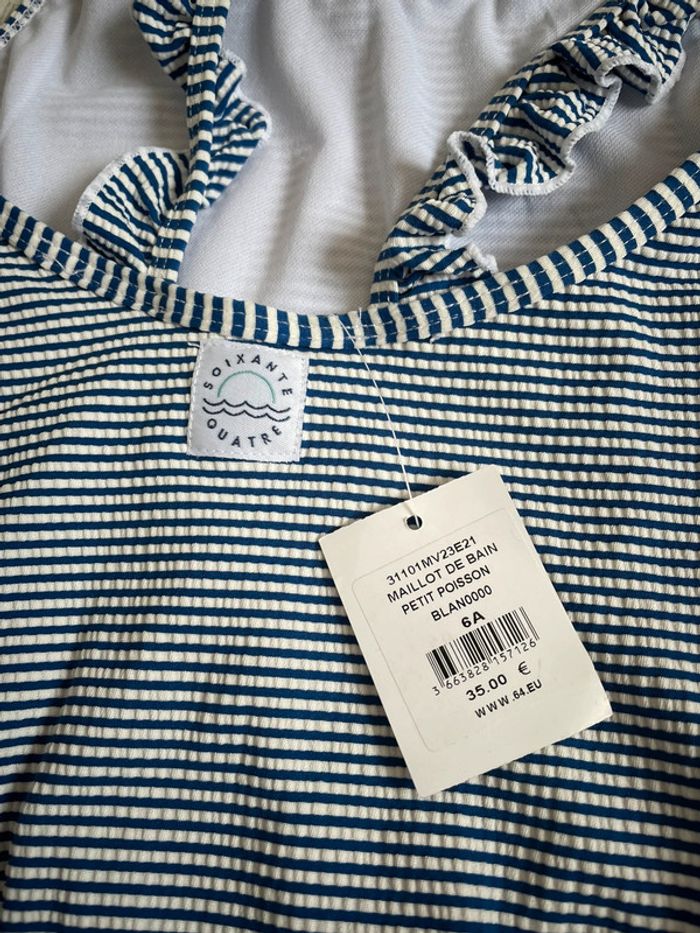 SOIXANTE
QUATRE
31101MV23E21
MAILLOT DE BAIN
PETIT POISSON
BLAN0000
6A
3 663828 157126
35.00 €
WWW.64.EU